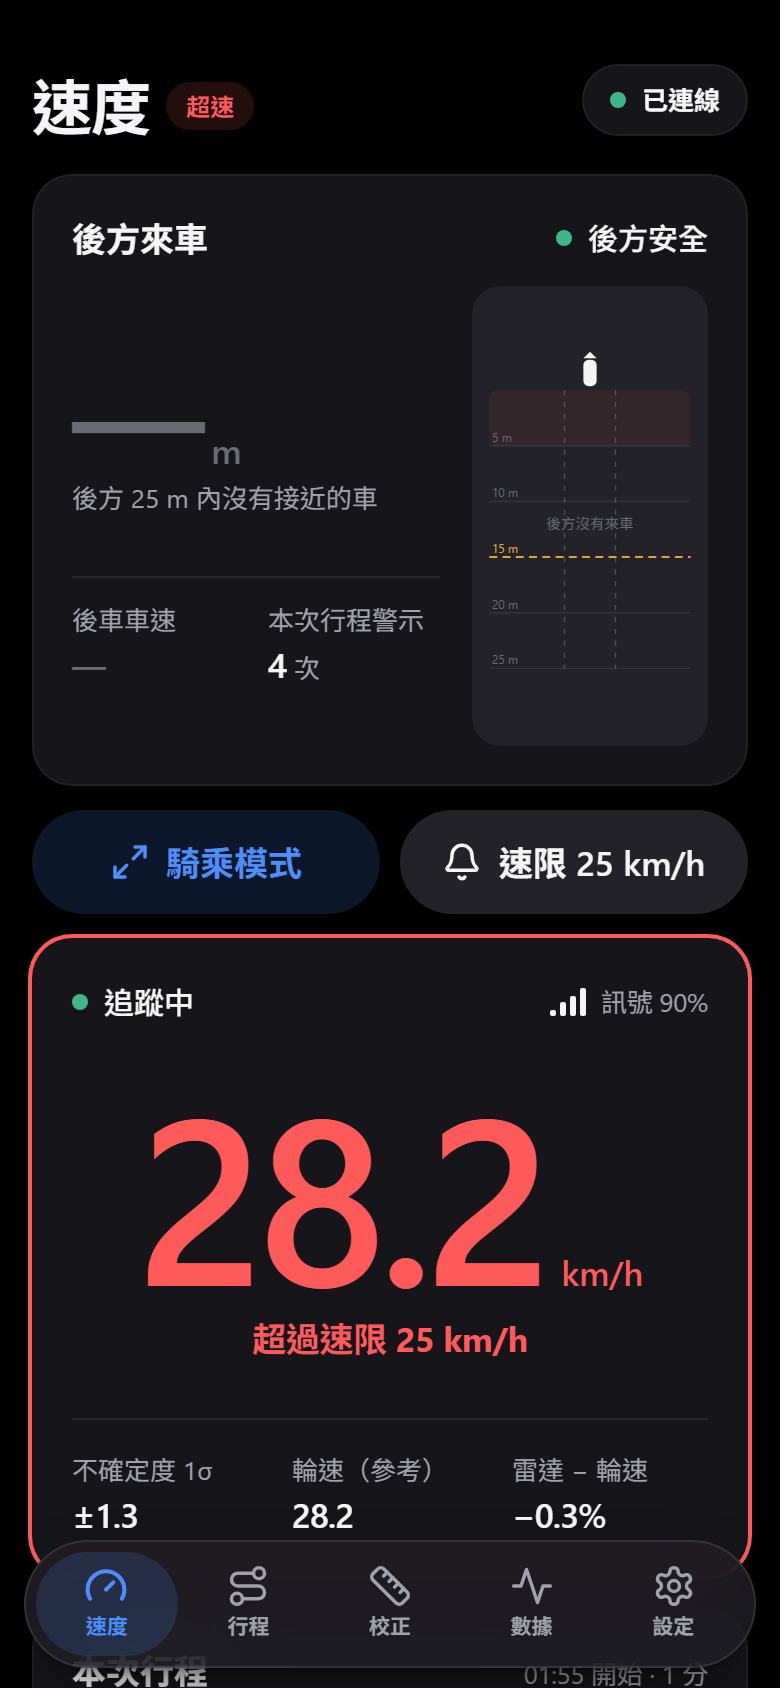 速度
超速
已連線
後方來車
後方安全
— m
後方 25 m 內沒有接近的車
後車車速
—
本次行程警示
4 次
5 m
10 m
後方沒有來車
15 m
20 m
25 m
騎乘模式
速限 25 km/h
追蹤中
訊號 90%
28.2 km/h
超過速限 25 km/h
不確定度 1σ
±1.3
輪速（參考）
28.2
雷達 − 輪速
−0.3%
速度
行程
校正
數據
設定
本次行程
01:55 開始 · 1 分